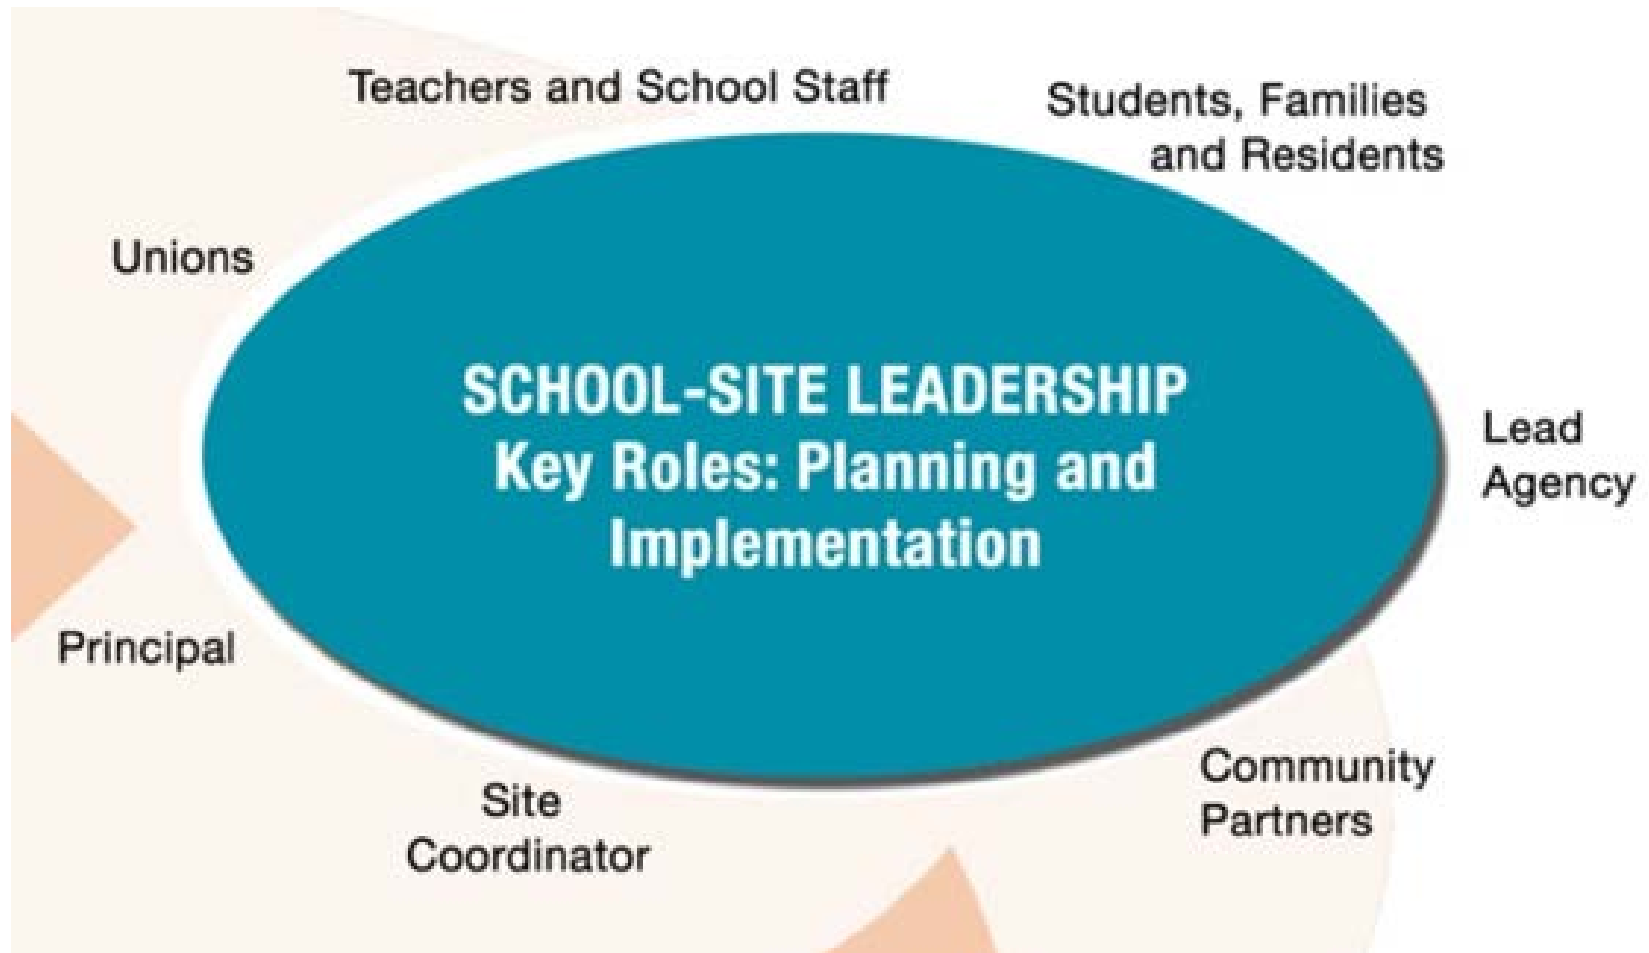 Teachers and School Staff
Students, Families
and Residents
Unions
SCHOOL-SITE LEADERSHIP
Key Roles: Planning and
Implementation
Lead
Agency
Principal
Community
Partners
Site
Coordinator